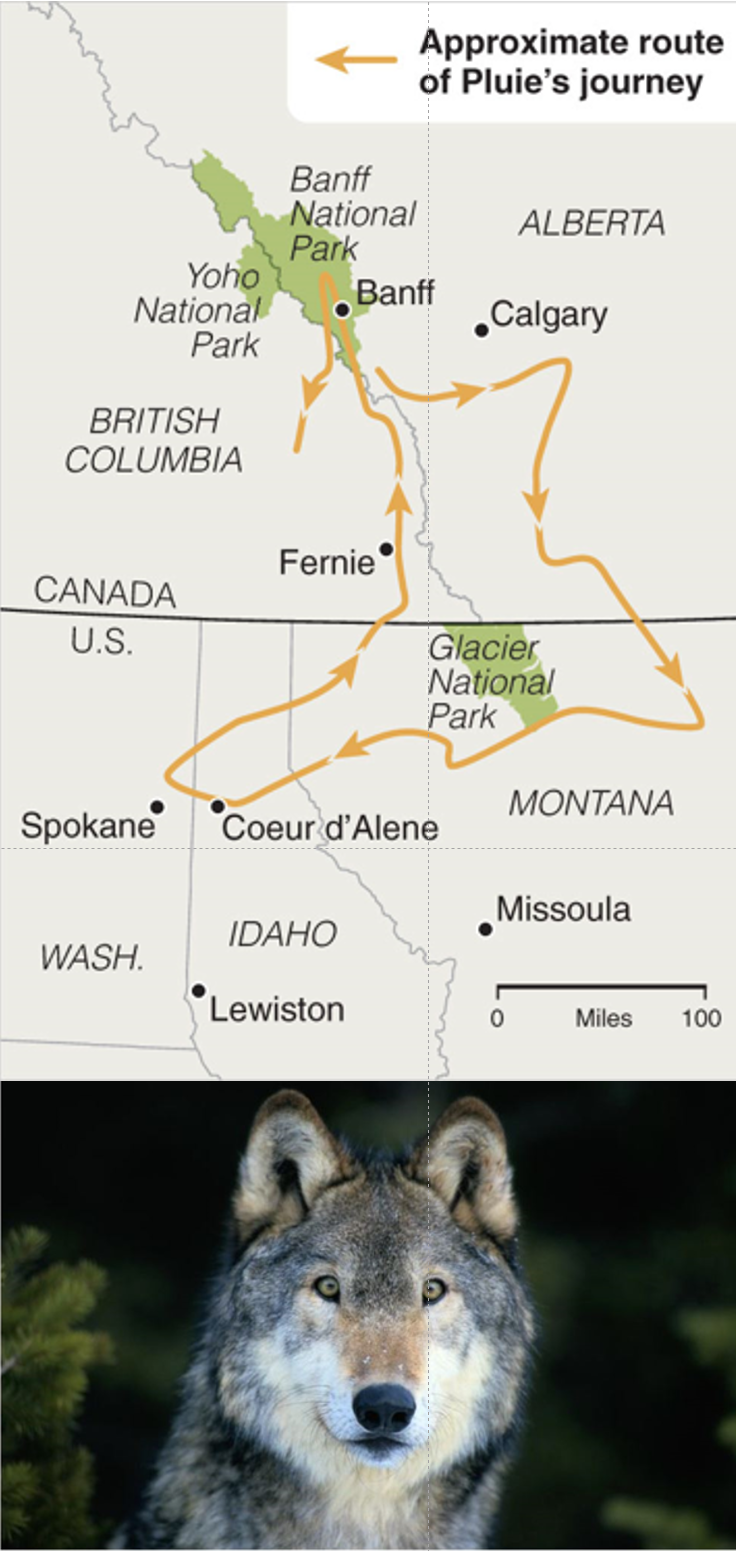 Approximate route
of Pluie's journey
Banff
National
Park
ALBERTA
Yoho
National
Park
Banff
Calgary
BRITISH
COLUMBIA
Fernie
CANADA
U.S.
Glacier
National
Park
MONTANA
Spokane
Coeur d'Alene
Missoula
WASH.
IDAHO
Lewiston
0 Miles 100